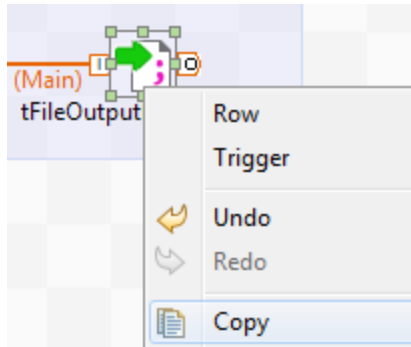 I
O
(Main)
tFileOutput
Row
Trigger
Undo
Redo
Copy